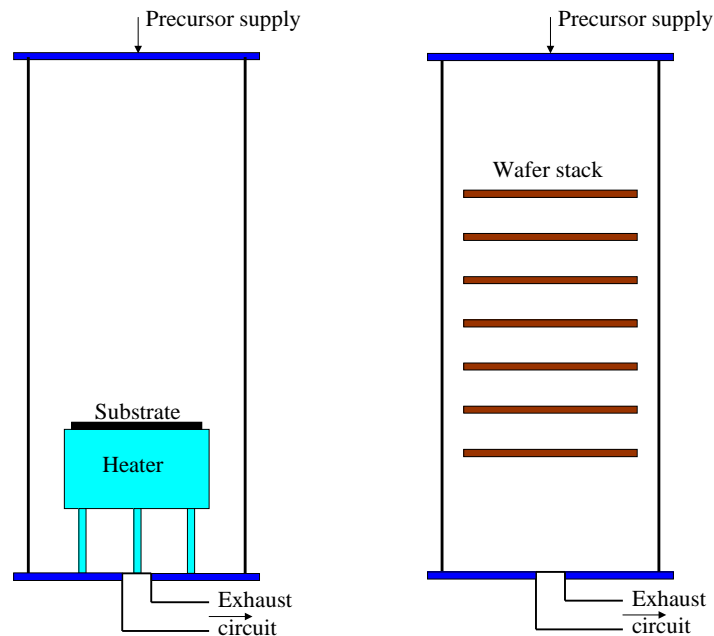 Precursor supply
Substrate
Heater
Exhaust
circuit
Precursor supply
Wafer stack
Exhaust
circuit